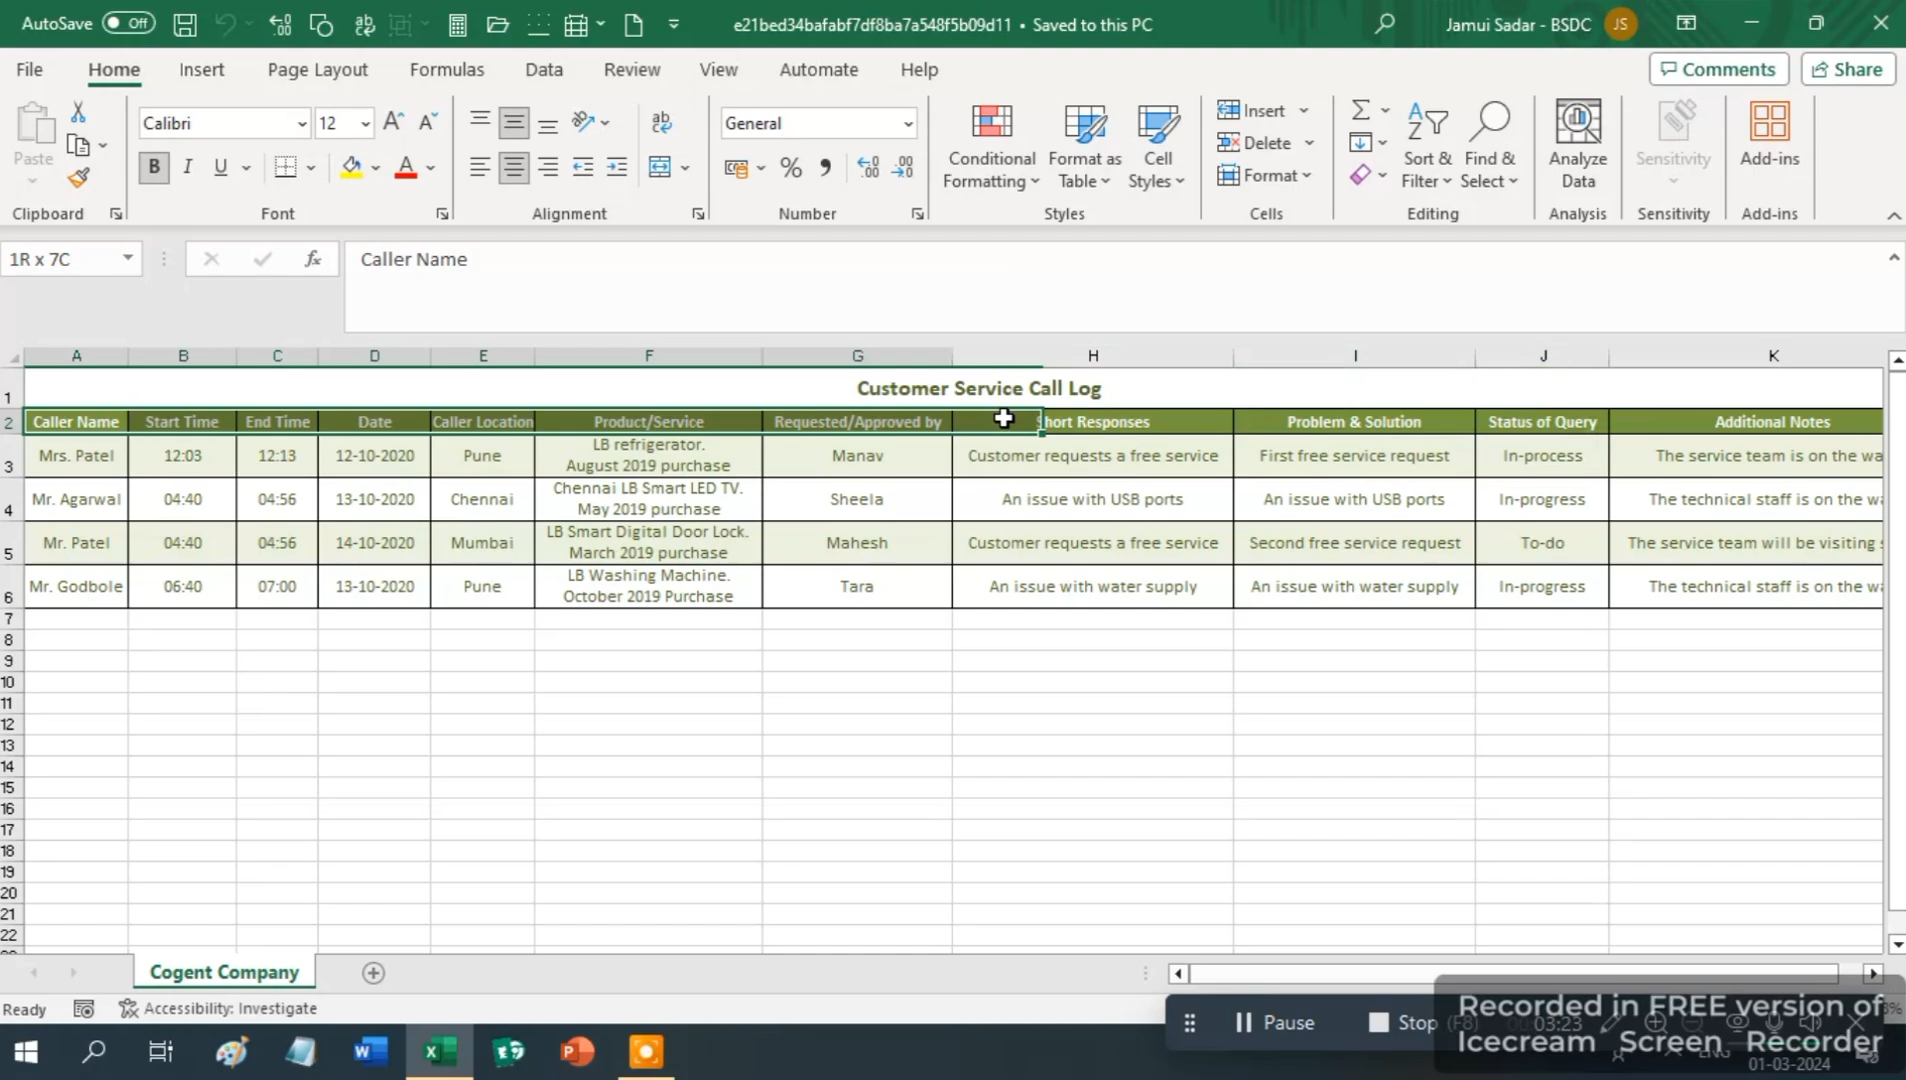 AutoSave Off e21bed34bafabf7df8ba7a548f5b09d11 • Saved to this PC Jamui Sadar - BSDC JS
File Home Insert Page Layout Formulas Data Review View Automate Help Comments Share
Paste
Calibri 12
B I U
General
Conditional Formatting
Format as Table
Cell Styles
Insert
Delete
Format
Sort & Filter
Find & Select
Analyze Data
Sensitivity
Add-ins
Clipboard Font Alignment Number Styles Cells Editing Analysis Sensitivity Add-ins
1R x 7C fx Caller Name
A B C D E F G H I J K
1 Customer Service Call Log
2 Caller Name Start Time End Time Date Caller Location Product/Service Requested/Approved by Short Responses Problem & Solution Status of Query Additional Notes
3 Mrs. Patel 12:03 12:13 12-10-2020 Pune LB refrigerator. August 2019 purchase Manav Customer requests a free service First free service request In-process The service team is on the wa
4 Mr. Agarwal 04:40 04:56 13-10-2020 Chennai Chennai LB Smart LED TV. May 2019 purchase Sheela An issue with USB ports An issue with USB ports In-progress The technical staff is on the wa
5 Mr. Patel 04:40 04:56 14-10-2020 Mumbai LB Smart Digital Door Lock. March 2019 purchase Mahesh Customer requests a free service Second free service request To-do The service team will be visiting
6 Mr. Godbole 06:40 07:00 13-10-2020 Pune LB Washing Machine. October 2019 Purchase Tara An issue with water supply An issue with water supply In-progress The technical staff is on the wa
7
8
9
10
11
12
13
14
15
16
17
18
19
20
21
22
Cogent Company
Ready Accessibility: Investigate
Pause Stop (F8) 03:23
Recorded in FREE version of
Icecream Screen Recorder
ENG
01-03-2024